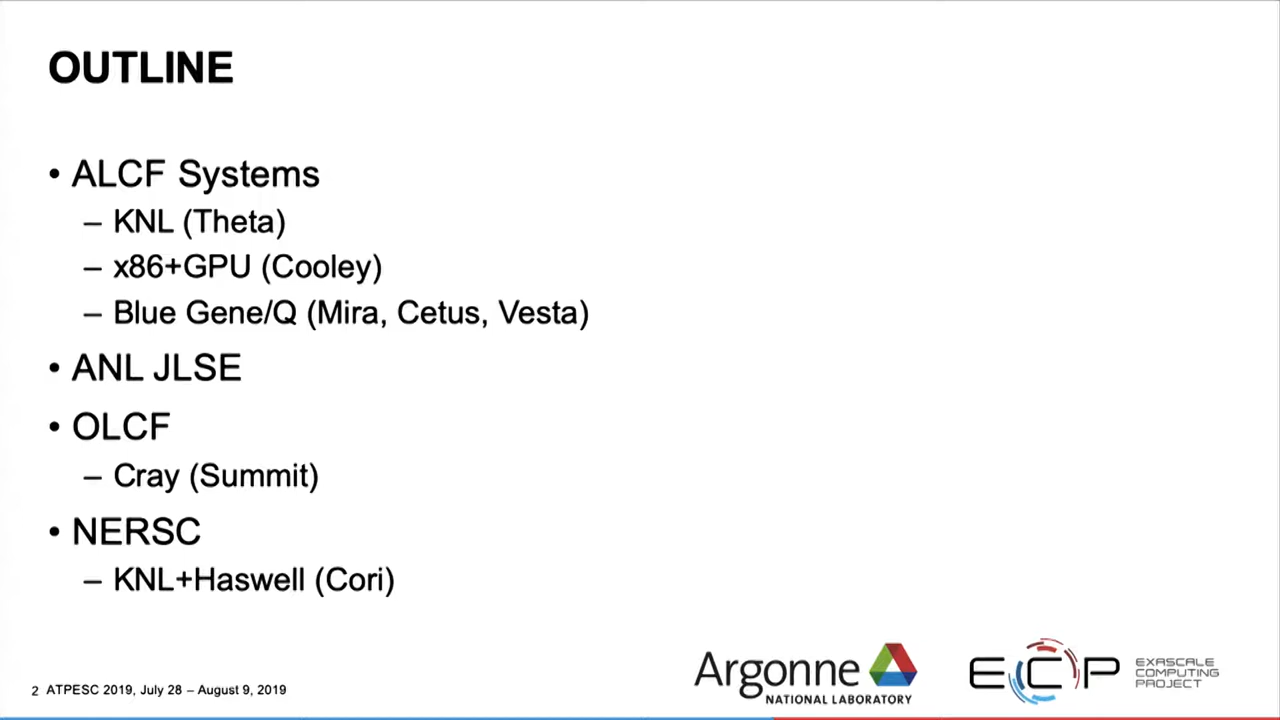 OUTLINE
• ALCF Systems
– KNL (Theta)
– x86+GPU (Cooley)
– Blue Gene/Q (Mira, Cetus, Vesta)
• ANL JLSE
• OLCF
– Cray (Summit)
• NERSC
– KNL+Haswell (Cori)
2 ATPESC 2019, July 28 – August 9, 2019
Argonne
NATIONAL LABORATORY
ECP
EXASCALE
COMPUTING
PROJECT